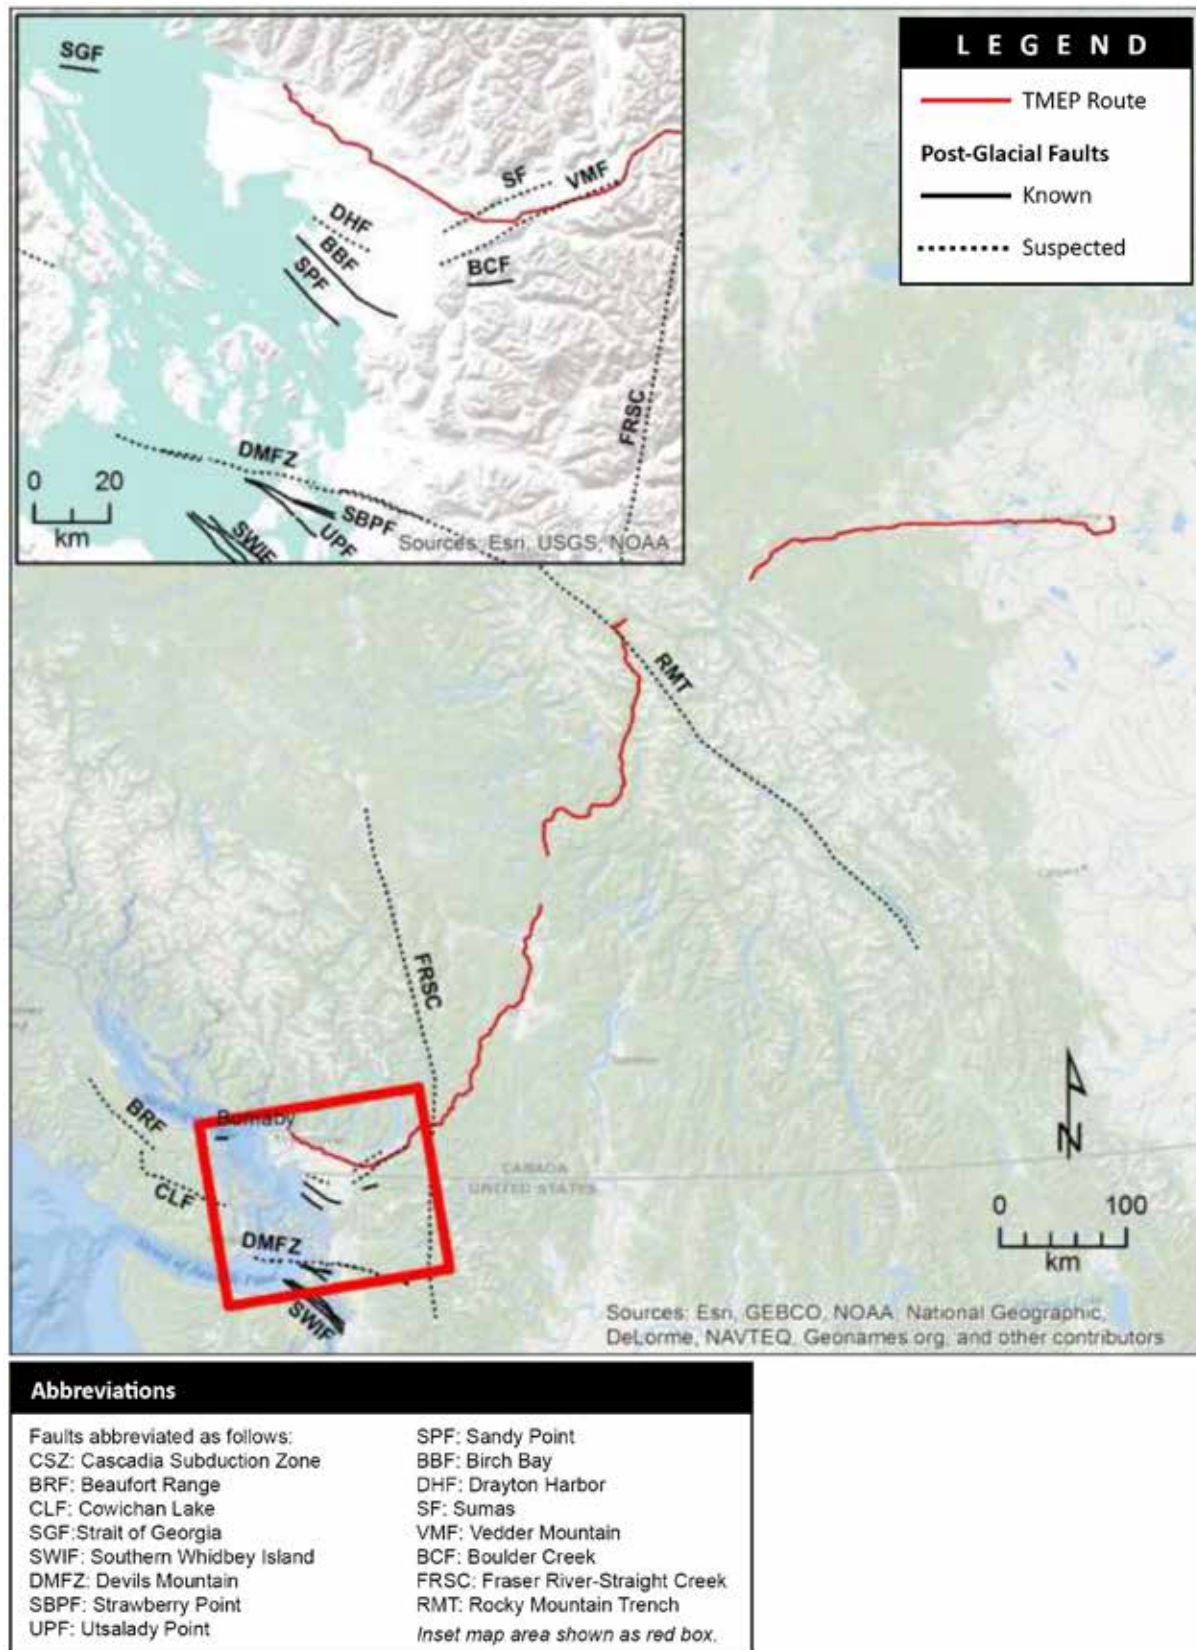 SGF
SF
VMF
DHF
BBF
SPF
BCF
FRSC
DMFZ
SBPF
UPF
SWIF
0 20
km
Sources: Esri, USGS, NOAA
LEGEND
TMEP Route
Post-Glacial Faults
Known
Suspected
RMT
FRSC
BRF
Burnaby
CLF
DMFZ
SWIF
CANADA
UNITED STATES
N
0 100
km
Sources: Esri, GEBCO, NOAA, National Geographic,
DeLorme, NAVTEQ, Geonames.org, and other contributors
Abbreviations
Faults abbreviated as follows:
CSZ: Cascadia Subduction Zone
BRF: Beaufort Range
CLF: Cowichan Lake
SGF:Strait of Georgia
SWIF: Southern Whidbey Island
DMFZ: Devils Mountain
SBPF: Strawberry Point
UPF: Utsalady Point
SPF: Sandy Point
BBF: Birch Bay
DHF: Drayton Harbor
SF: Sumas
VMF: Vedder Mountain
BCF: Boulder Creek
FRSC: Fraser River-Straight Creek
RMT: Rocky Mountain Trench
Inset map area shown as red box.